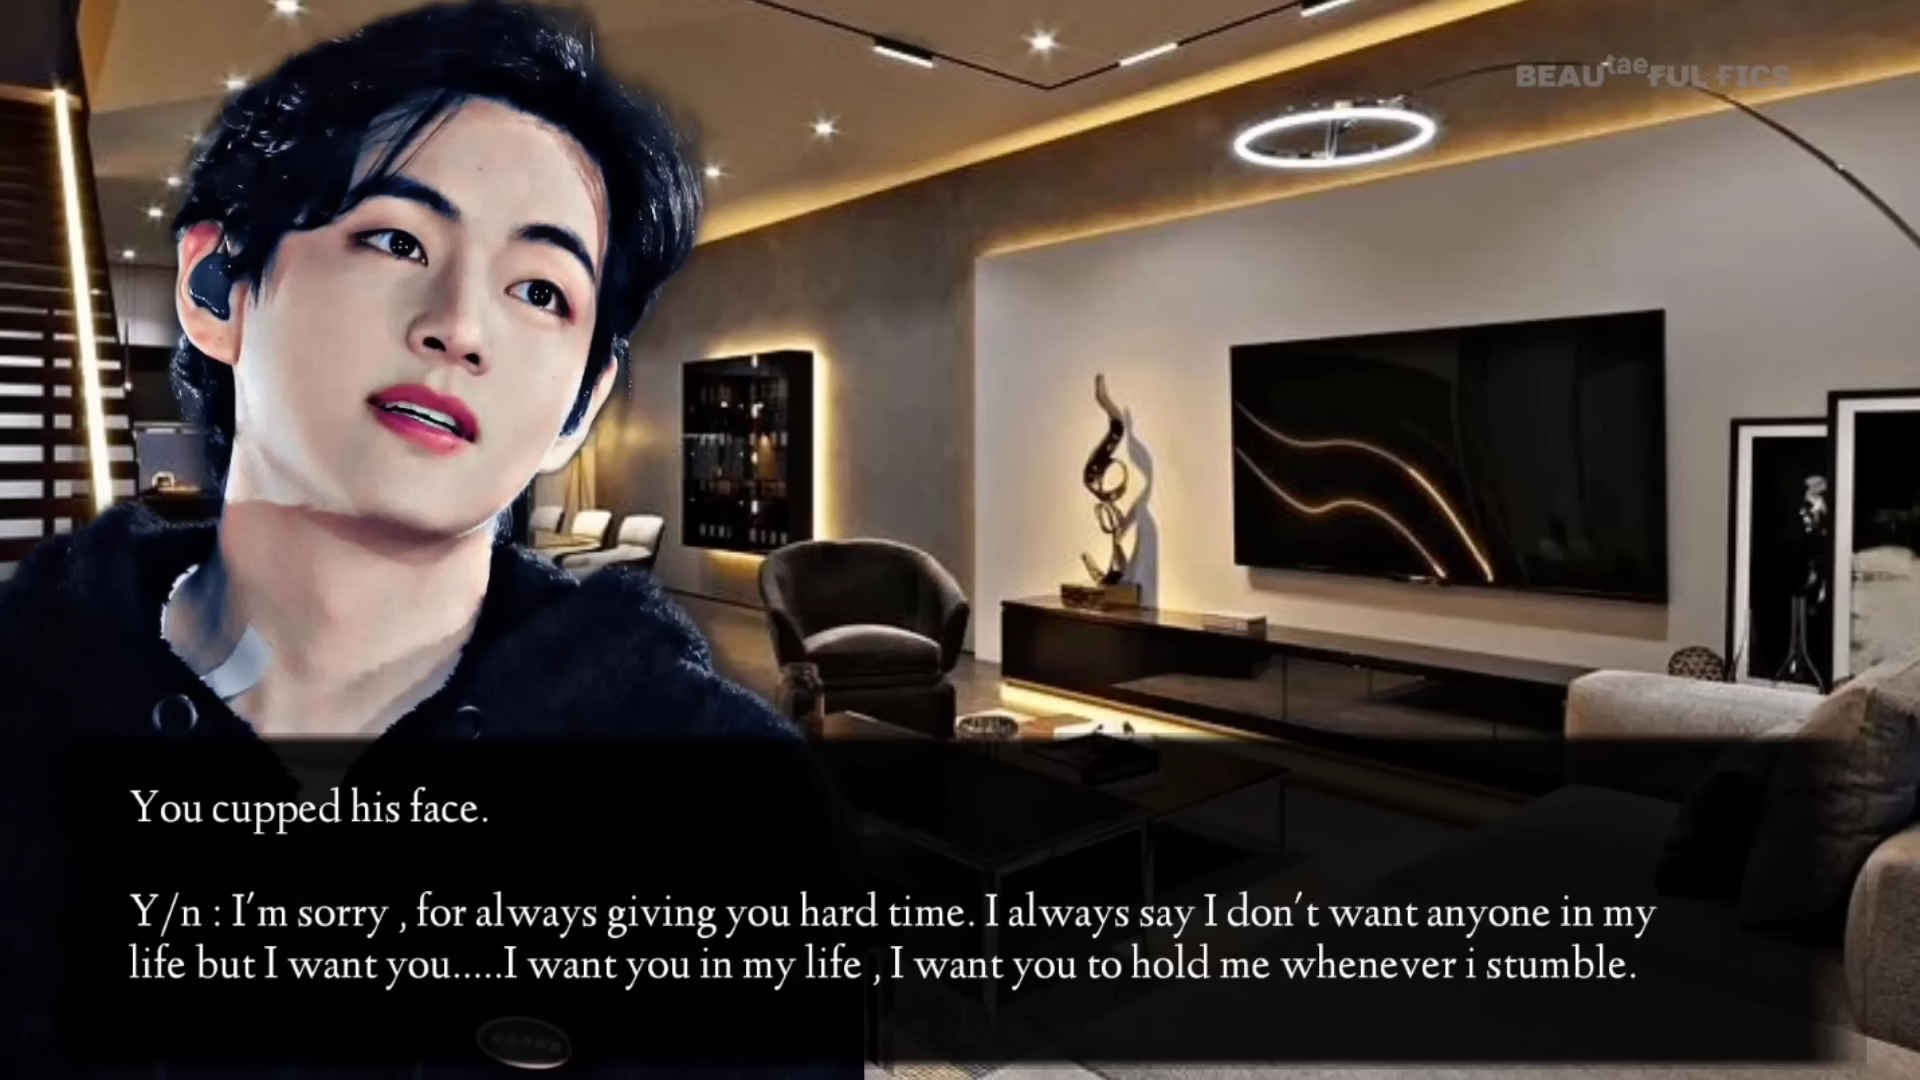 BEAUtaeFUL FICS
You cupped his face.
Y/n : I'm sorry , for always giving you hard time. I always say I don't want anyone in my
life but I want you.....I want you in my life , I want you to hold me whenever i stumble.